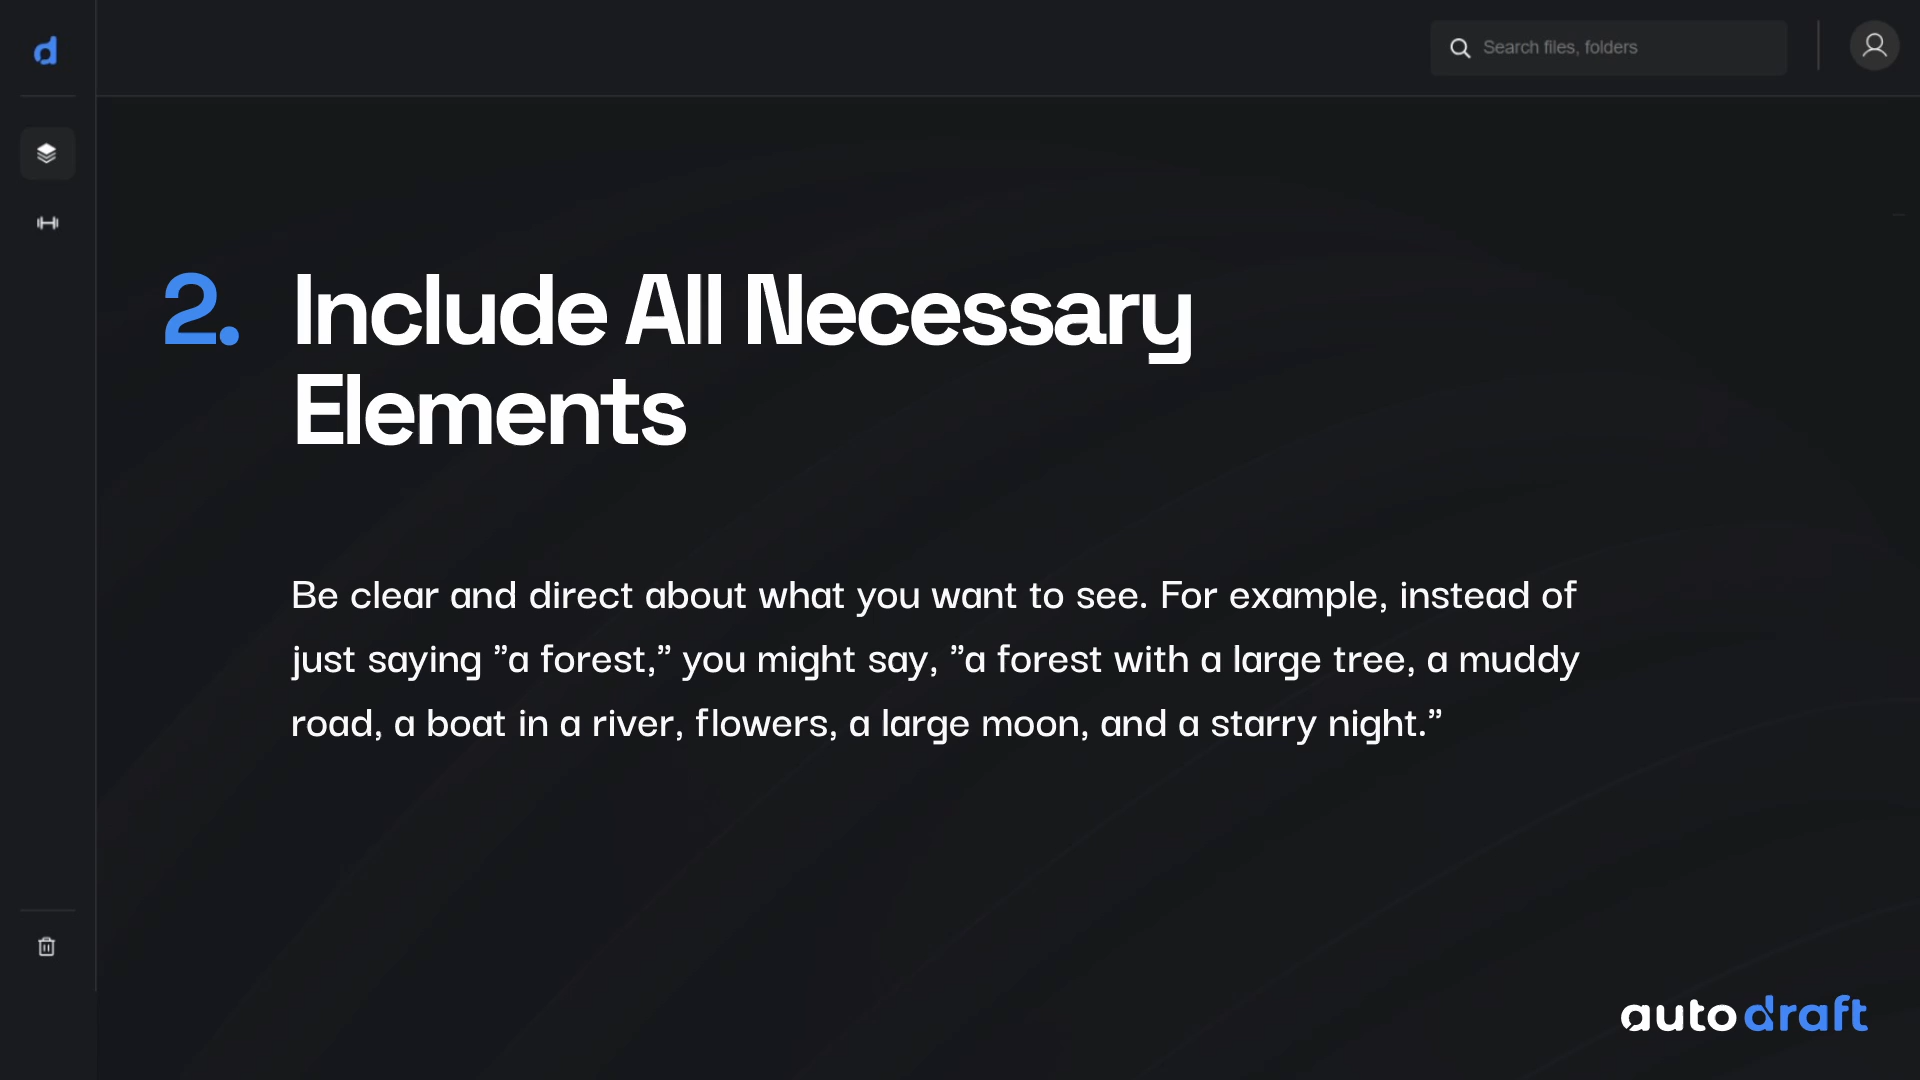 d
Search files, folders
2. Include All Necessary
Elements
Be clear and direct about what you want to see. For example, instead of
just saying ”a forest,” you might say, ”a forest with a large tree, a muddy
road, a boat in a river, flowers, a large moon, and a starry night.”
autodraft